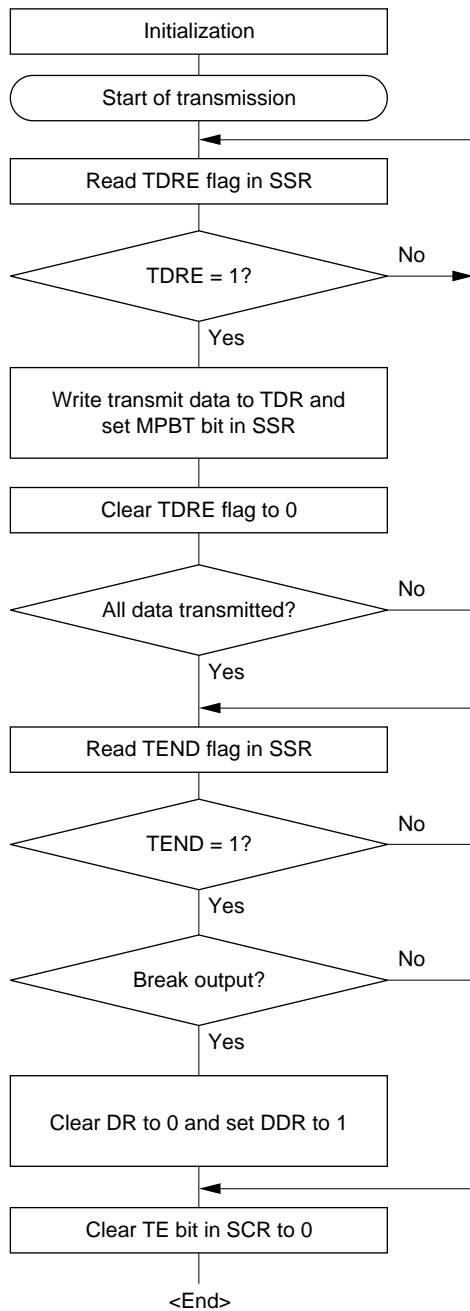 Initialization
Start of transmission
Read TDRE flag in SSR
TDRE = 1?
No
Yes
Write transmit data to TDR and
set MPBT bit in SSR
Clear TDRE flag to 0
All data transmitted?
No
Yes
Read TEND flag in SSR
TEND = 1?
No
Yes
Break output?
No
Yes
Clear DR to 0 and set DDR to 1
Clear TE bit in SCR to 0
<End>